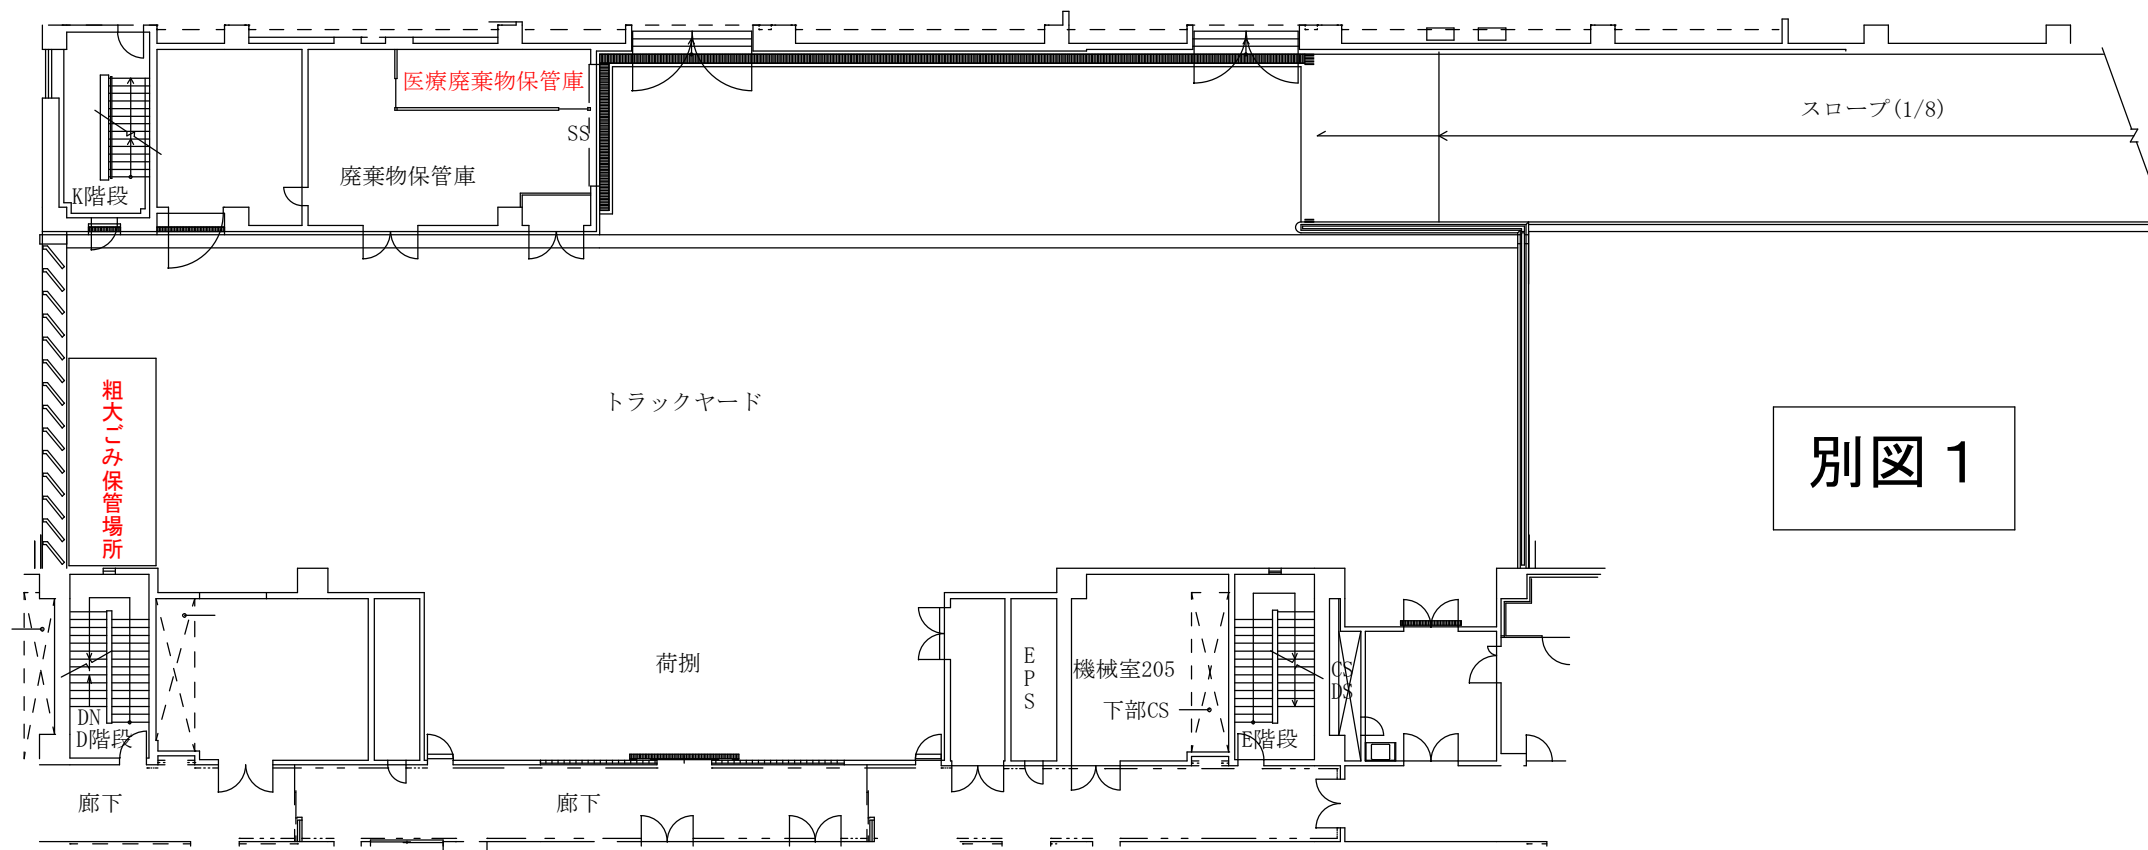 医療廃棄物保管庫
スロープ(1/8)
SS
廃棄物保管庫
K階段
トラックヤード
粗大ごみ保管場所
別図１
荷捌
EPS
機械室205
CS
DS
下部CS
DN
D階段
E階段
廊下
廊下